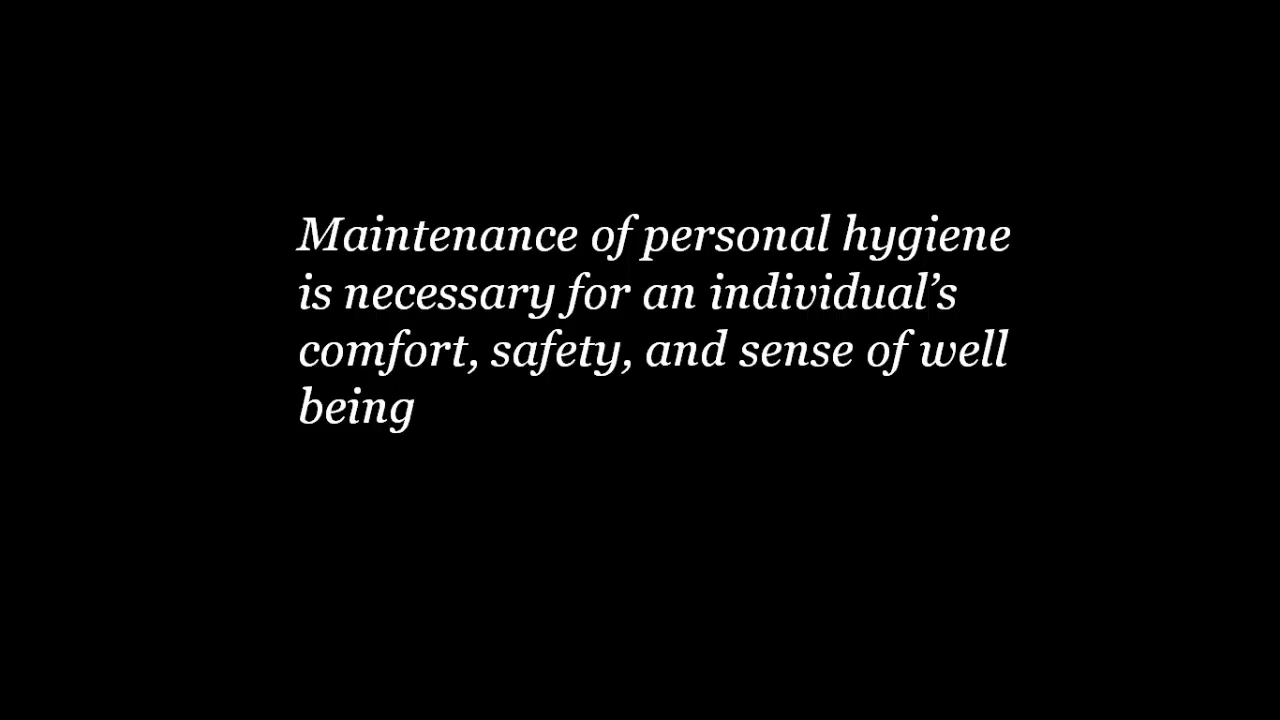 Maintenance of personal hygiene
is necessary for an individual’s
comfort, safety, and sense of well
being